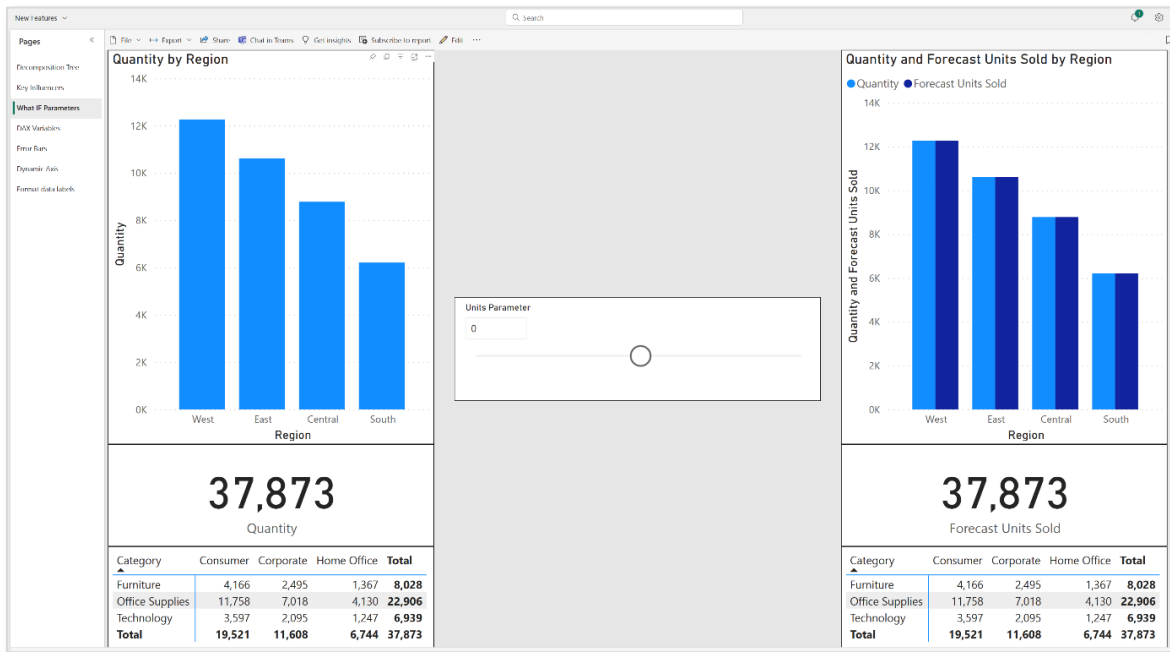 New Features
Search
1
Pages
File Export Share Chat in Teams Get insights Subscribe to report Edit ...
Decomposition Tree
Key Influencers
What IF Parameters
DAX Variables
Error Bars
Dynamic Axis
Format data labels
Quantity by Region
14K
12K
10K
8K
6K
4K
2K
0K
Quantity
West East Central South
Region
37,873
Quantity
Category Consumer Corporate Home Office Total
Furniture 4,166 2,495 1,367 8,028
Office Supplies 11,758 7,018 4,130 22,906
Technology 3,597 2,095 1,247 6,939
Total 19,521 11,608 6,744 37,873
Units Parameter
0
Quantity and Forecast Units Sold by Region
Quantity Forecast Units Sold
14K
12K
10K
8K
6K
4K
2K
0K
Quantity and Forecast Units Sold
West East Central South
Region
37,873
Forecast Units Sold
Category Consumer Corporate Home Office Total
Furniture 4,166 2,495 1,367 8,028
Office Supplies 11,758 7,018 4,130 22,906
Technology 3,597 2,095 1,247 6,939
Total 19,521 11,608 6,744 37,873